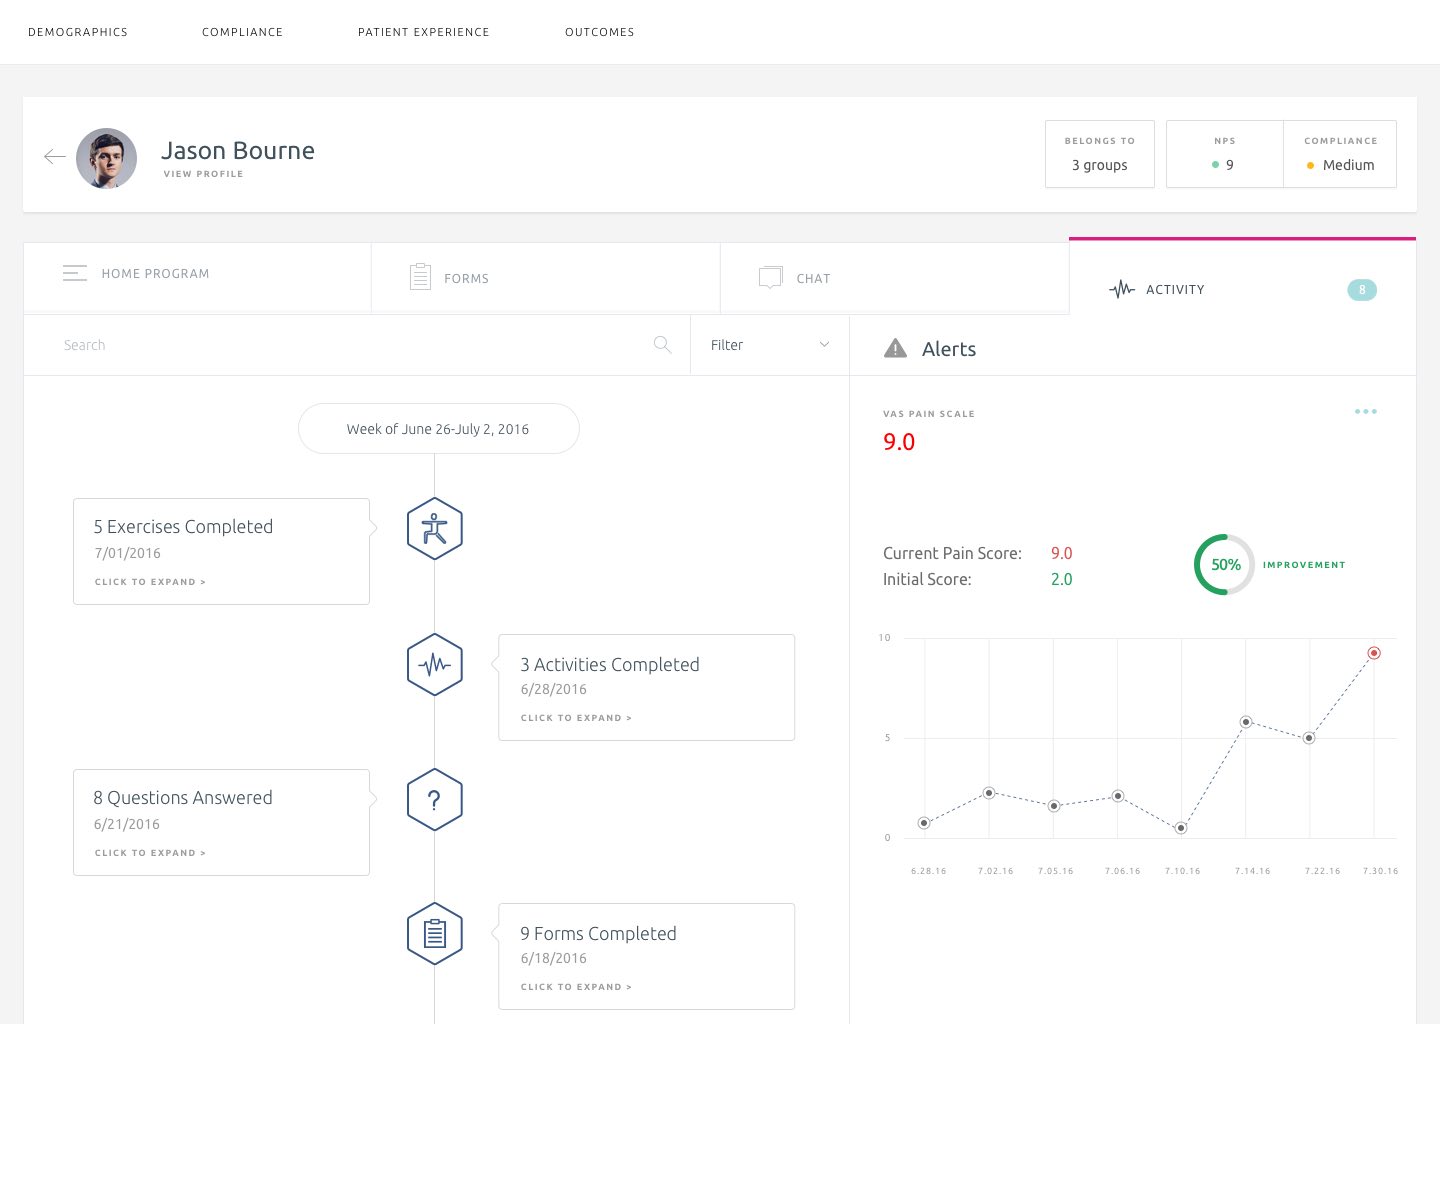 DEMOGRAPHICS COMPLIANCE PATIENT EXPERIENCE OUTCOMES
Jason Bourne
VIEW PROFILE
BELONGS TO
3 groups
NPS
9
COMPLIANCE
Medium
HOME PROGRAM
FORMS
CHAT
ACTIVITY
8
Search
Filter
Week of June 26-July 2, 2016
5 Exercises Completed
7/01/2016
CLICK TO EXPAND >
3 Activities Completed
6/28/2016
CLICK TO EXPAND >
8 Questions Answered
6/21/2016
CLICK TO EXPAND >
?
9 Forms Completed
6/18/2016
CLICK TO EXPAND >
Alerts
VAS PAIN SCALE
9.0
Current Pain Score: 9.0
Initial Score: 2.0
50%
IMPROVEMENT
10
5
0
6.28.16 7.02.16 7.05.16 7.06.16 7.10.16 7.14.16 7.22.16 7.30.16